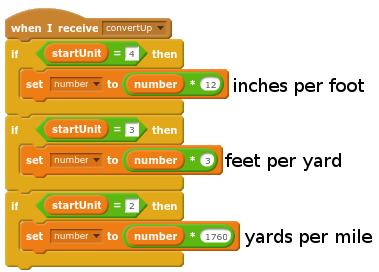 when I receive convertUp
if startUnit = 4 then
set number to number * 12 inches per foot
if startUnit = 3 then
set number to number * 3 feet per yard
if startUnit = 2 then
set number to number * 1760 yards per mile